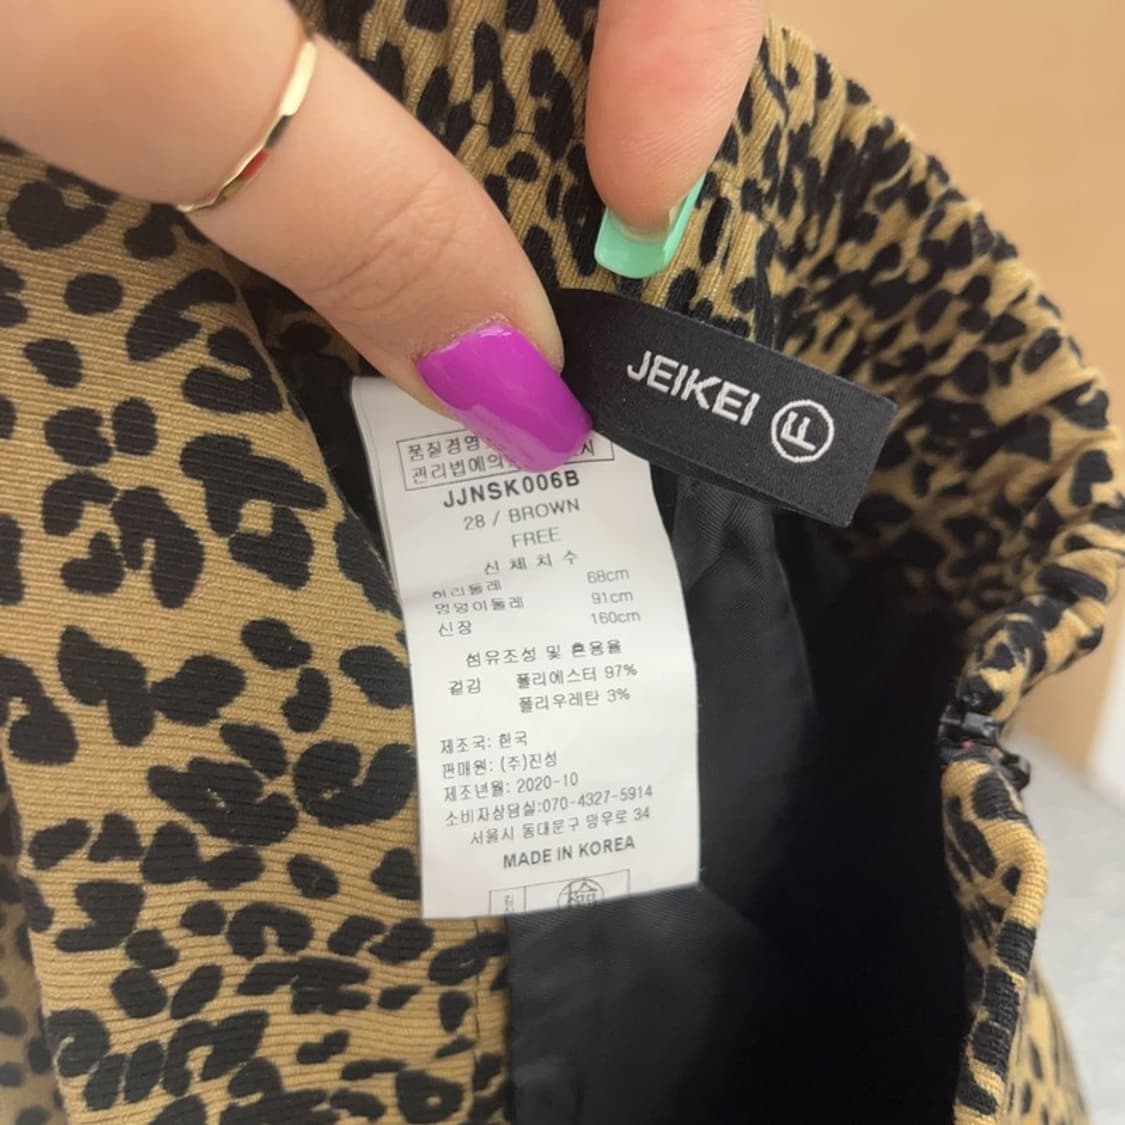 JEIKEI F
품질경영
관리법에의 시
JJNSK006B
28 / BROWN
FREE
신체치수
허리둘레 68cm
엉덩이둘레 91cm
신장 160cm
섬유조성 및 혼용율
겉감 폴리에스터 97%
폴리우레탄 3%
제조국: 한국
판매원: (주)진성
제조년월: 2020-10
소비자상담실:070-4327-5914
서울시 동대문구 망우로 34
MADE IN KOREA